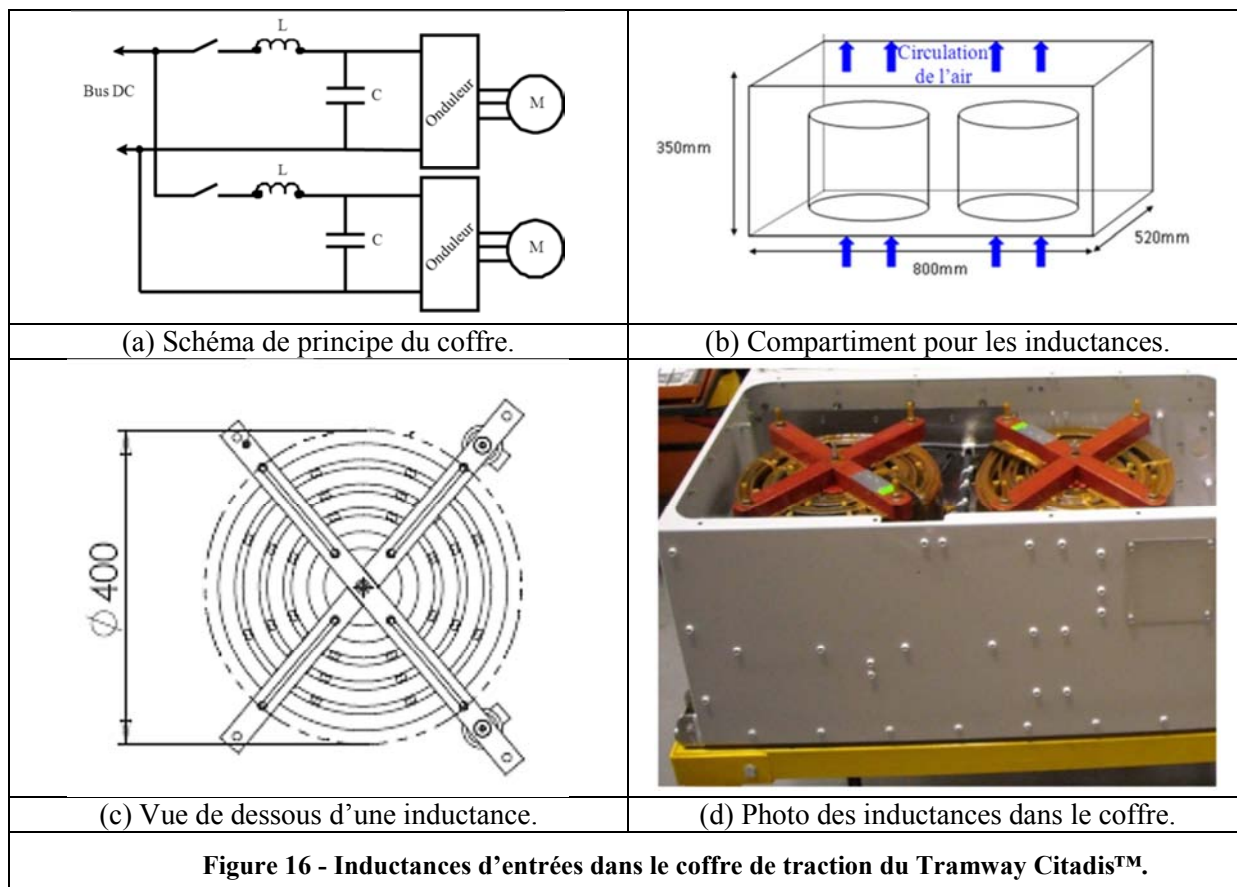 L
Bus DC
C
Onduleur
M
L
C
Onduleur
M
Circulation
de l'air
350mm
520mm
800mm
(a) Schéma de principe du coffre.
(b) Compartiment pour les inductances.
Ø 400
(c) Vue de dessous d'une inductance.
(d) Photo des inductances dans le coffre.
Figure 16 - Inductances d'entrées dans le coffre de traction du Tramway Citadis™.